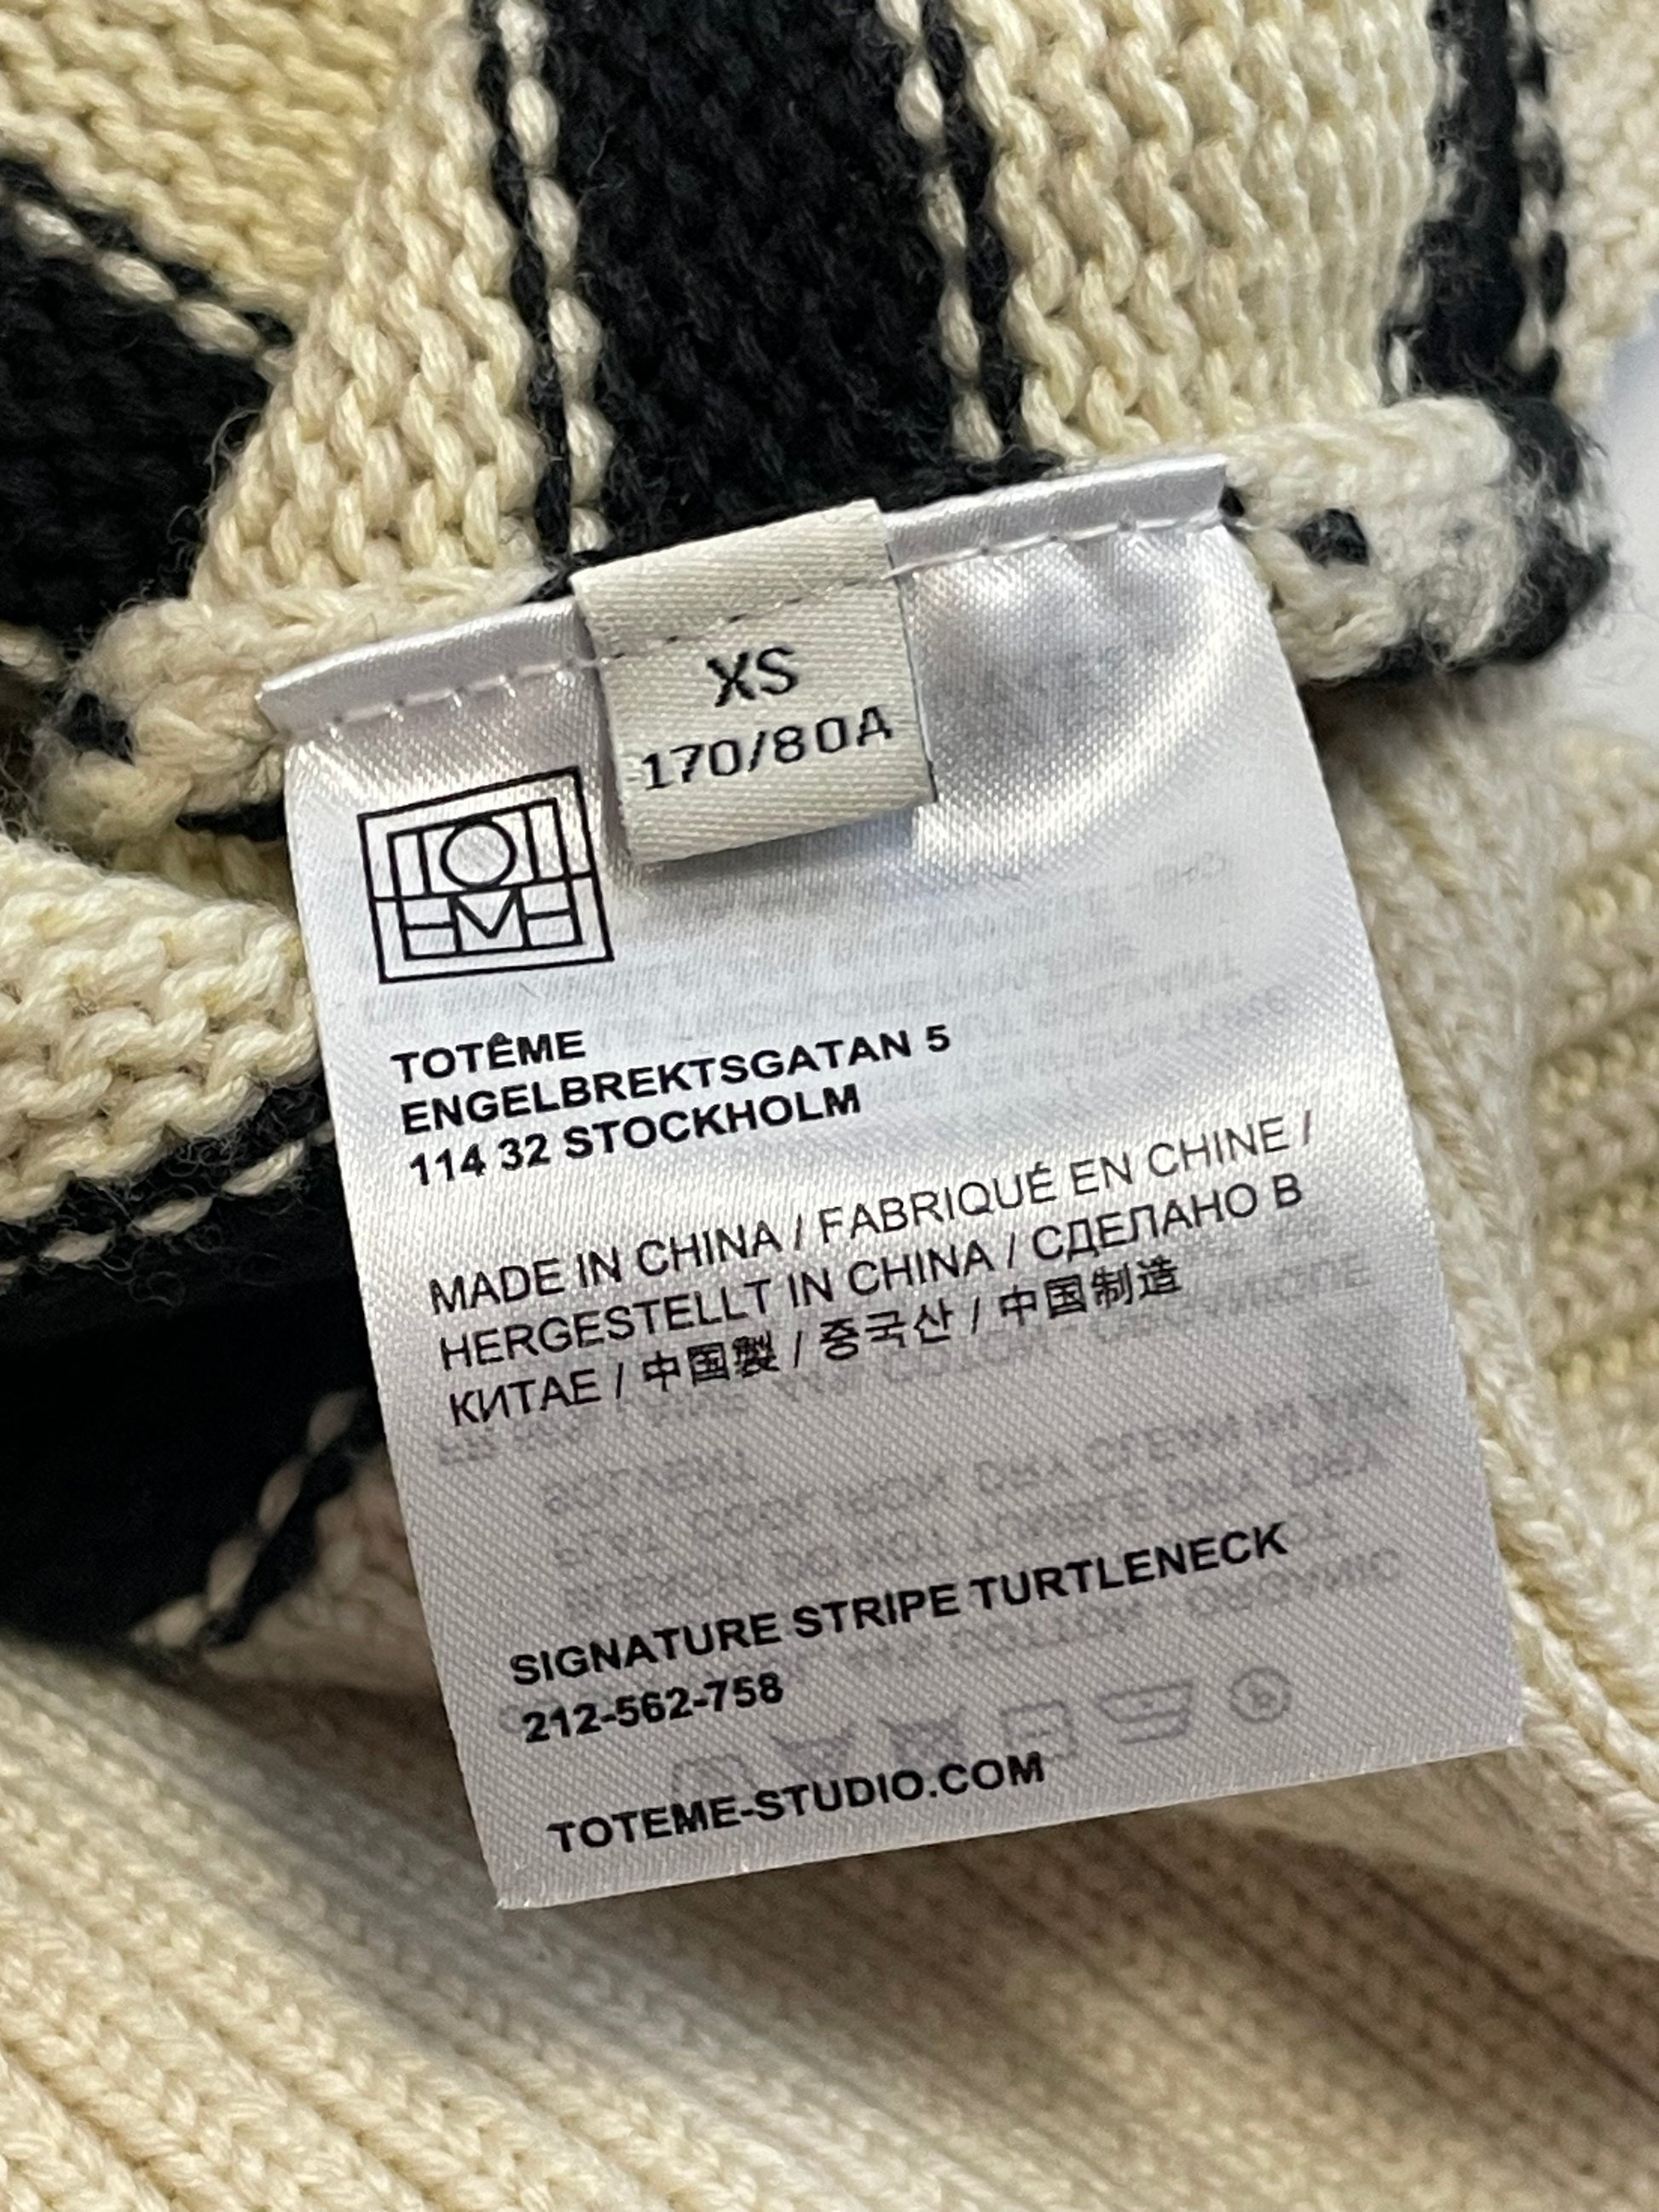 XS
170/80A
TOTÊME
TOTÊME
ENGELBREKTSGATAN 5
114 32 STOCKHOLM
MADE IN CHINA / FABRIQUÉ EN CHINE /
HERGESTELLT IN CHINA / СДЕЛАНО В
КИТАЕ / 中国製 / 중국산 / 中国制造
SIGNATURE STRIPE TURTLENECK
212-562-758
TOTEME-STUDIO.COM